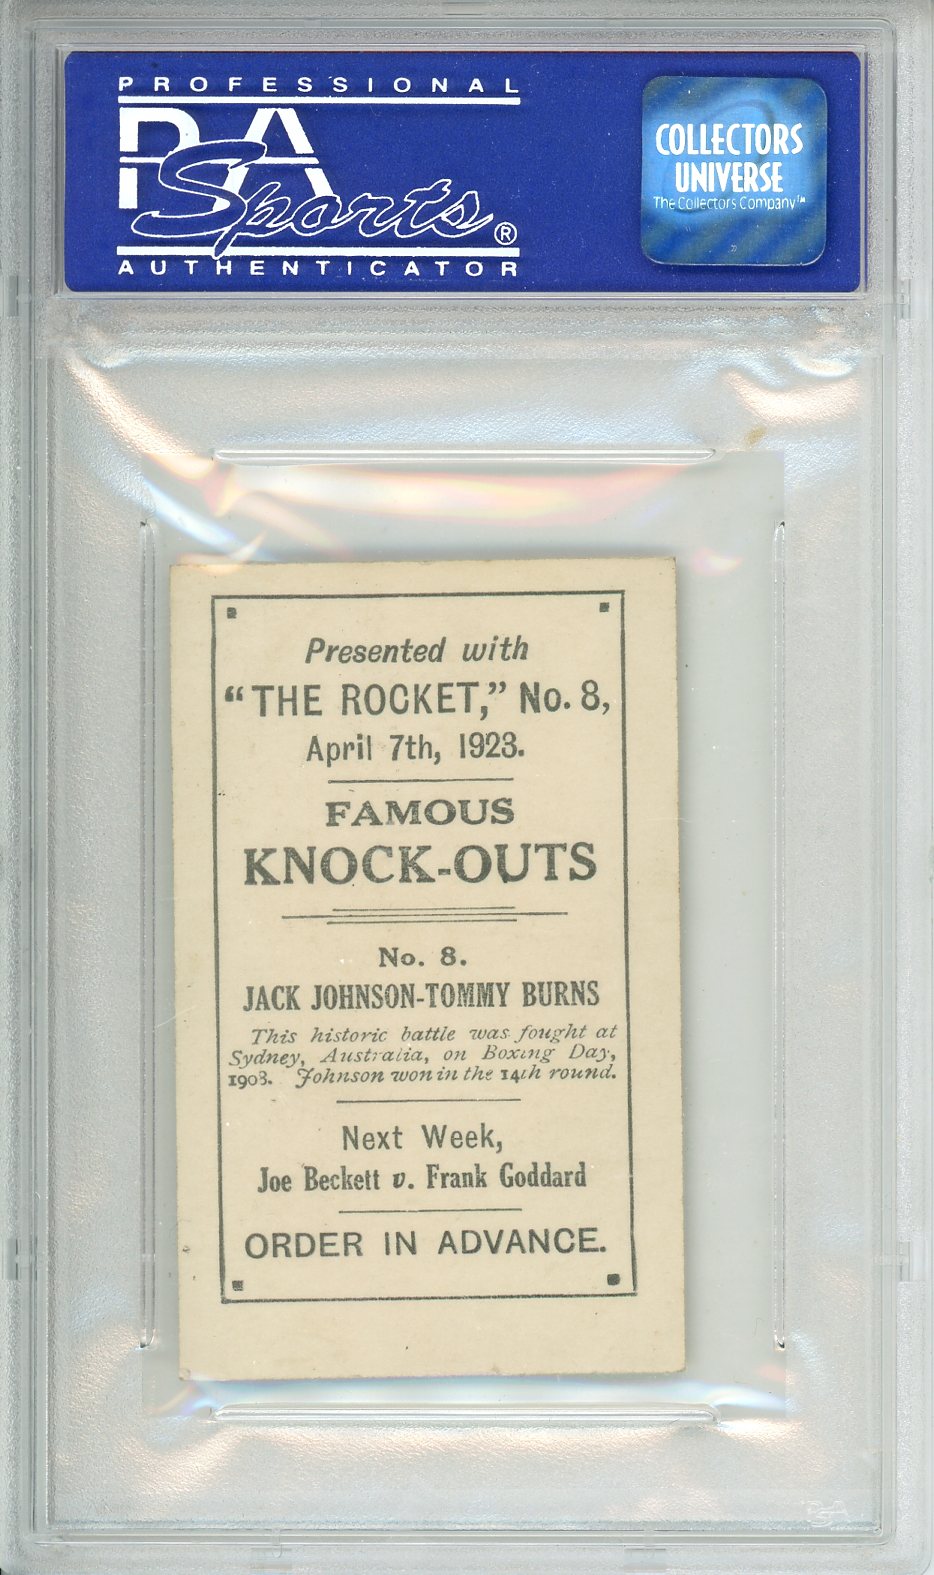 PROFESSIONAL
PSA
Sports®
AUTHENTICATOR
COLLECTORS
UNIVERSE
The Collectors Company™
Presented with
"THE ROCKET," No. 8,
April 7th, 1923.
FAMOUS
KNOCK-OUTS
No. 8.
JACK JOHNSON-TOMMY BURNS
This historic battle was fought at
Sydney, Australia, on Boxing Day,
1908. Johnson won in the 14th round.
Next Week,
Joe Beckett v. Frank Goddard
ORDER IN ADVANCE.
PSA